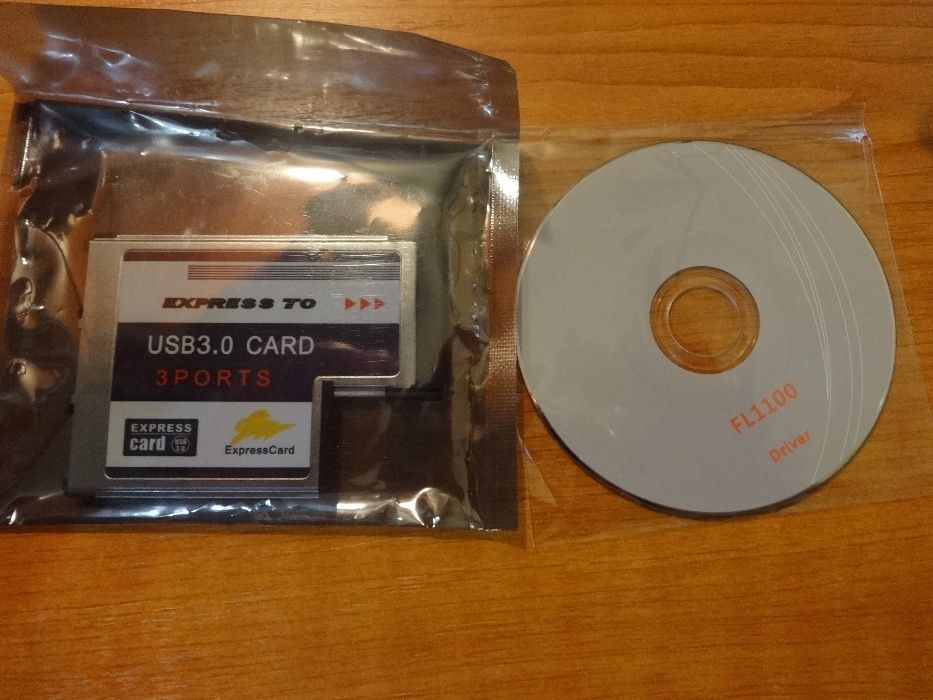 EXPRESS TO
USB3.0 CARD
3PORTS
EXPRESS
card USB
3.0
ExpressCard
FL1100
Driver